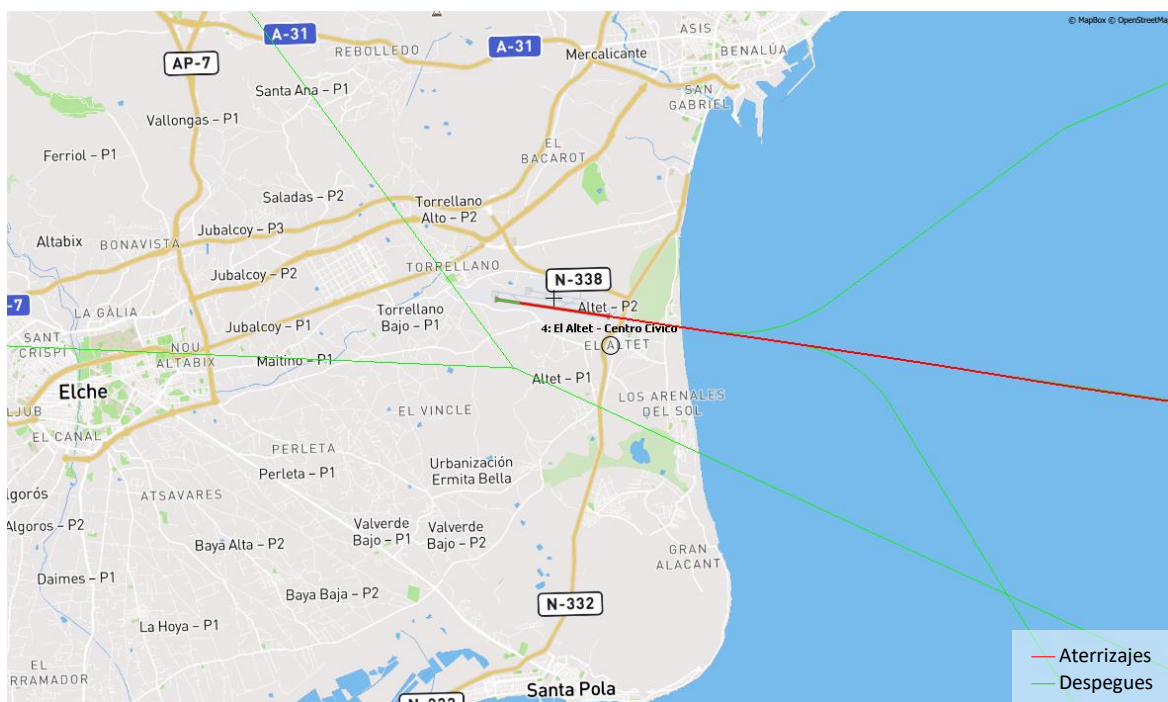 © MapBox © OpenStreetMa
A-31
REBOLLEDO
A-31
AP-7
Mercalicante
ASIS
BENALÚA
Santa Ana – P1
SAN
GABRIEL
Vallongas – P1
Ferriol – P1
EL
BACAROT
Saladas – P2
Torrellano
Alto – P2
Jubalcoy – P3
Altabix
BONAVISTA
Jubalcoy – P2
TORRELLANO
N-338
-7
LA GÀLIA
Torrellano
Bajo – P1
Altet – P2
Jubalcoy – P1
4: El Altet - Centro Cívico
EL ALTET
SANT
CRISPÍ
NOU
ALTABIX
Maitino – P1
Elche
Altet – P1
LJUB
EL VINCLE
LOS ARENALES
DEL SOL
EL CANAL
PERLETA
Perleta – P1
Urbanización
Ermita Bella
lgorós
ATSAVARES
Algoros – P2
Valverde
Bajo – P1
Valverde
Bajo – P2
Baya Alta – P2
GRAN
ALACANT
Daimes – P1
Baya Baja – P2
N-332
La Hoya – P1
EL
RRAMADOR
Santa Pola
N-332
Aterrizajes
Despegues